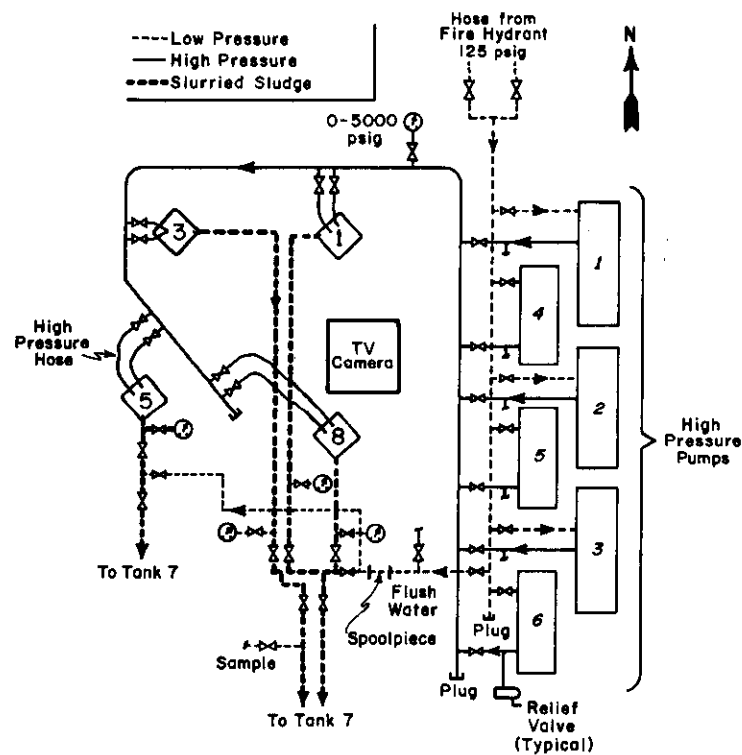 Low Pressure
High Pressure
Slurried Sludge
Hose from
Fire Hydrant
125 psig
N
0-5000
psig
3
1
1
4
High
Pressure
Hose
TV
Camera
2
5
8
5
High
Pressure
Pumps
3
To Tank 7
Flush
Water
Spoolpiece
6
Plug
Sample
Plug
To Tank 7
Relief
Valve
(Typical)